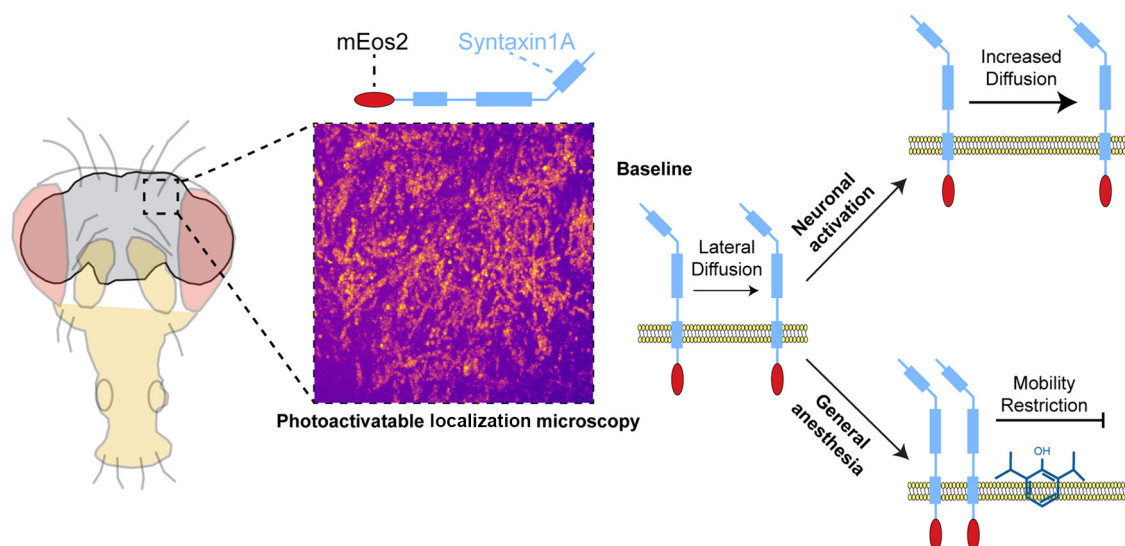 mEos2
Syntaxin1A
Photoactivatable localization microscopy
Baseline
Lateral
Diffusion
Neuronal
activation
Increased
Diffusion
General
anesthesia
Mobility
Restriction
OH